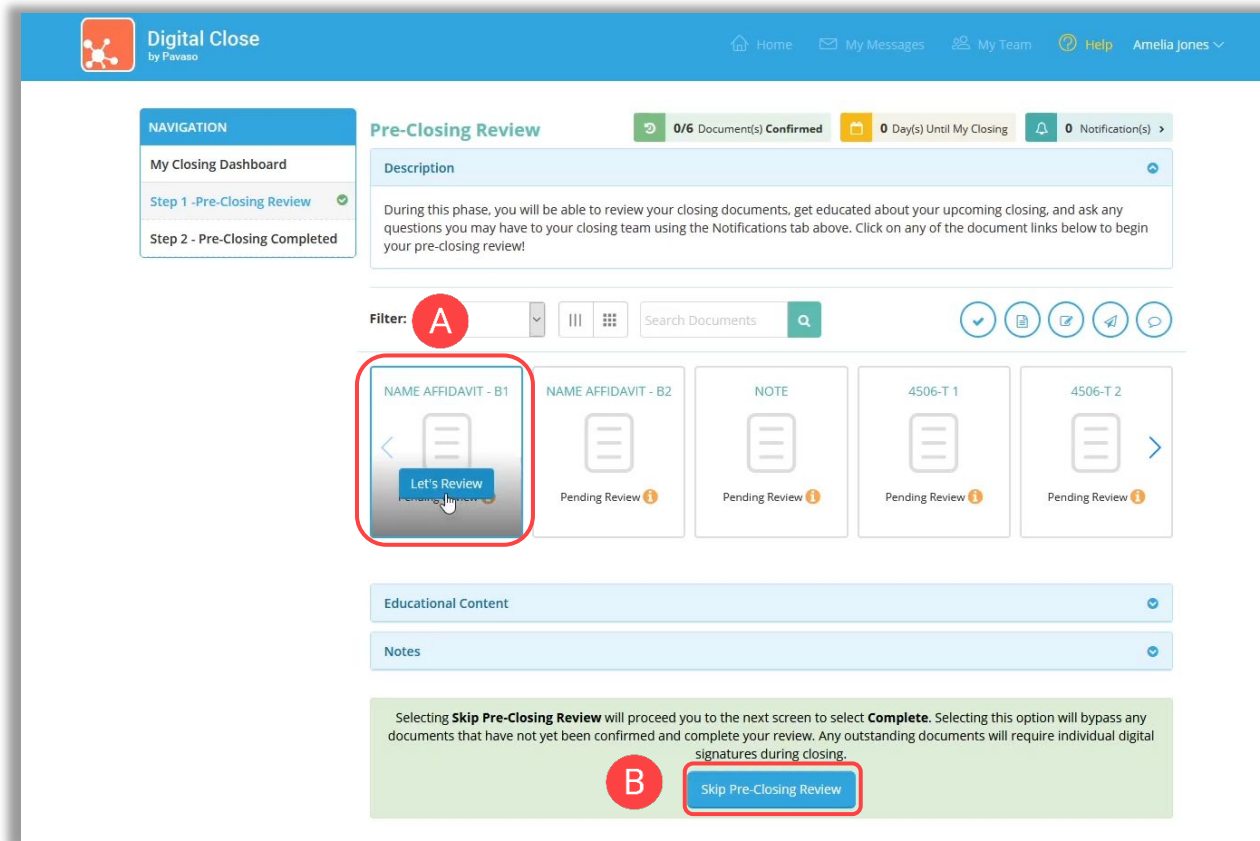 Digital Close
by Pavaso
Home
My Messages
My Team
Help
Amelia Jones
NAVIGATION
My Closing Dashboard
Step 1 -Pre-Closing Review
Step 2 - Pre-Closing Completed
Pre-Closing Review
0/6 Document(s) Confirmed
0 Day(s) Until My Closing
0 Notification(s)
Description
During this phase, you will be able to review your closing documents, get educated about your upcoming closing, and ask any
questions you may have to your closing team using the Notifications tab above. Click on any of the document links below to begin
your pre-closing review!
Filter:
A
Search Documents
NAME AFFIDAVIT - B1
Let's Review
Pending Review
NAME AFFIDAVIT - B2
Pending Review
NOTE
Pending Review
4506-T 1
Pending Review
4506-T 2
Pending Review
Educational Content
Notes
Selecting Skip Pre-Closing Review will proceed you to the next screen to select Complete. Selecting this option will bypass any
documents that have not yet been confirmed and complete your review. Any outstanding documents will require individual digital
signatures during closing.
B
Skip Pre-Closing Review